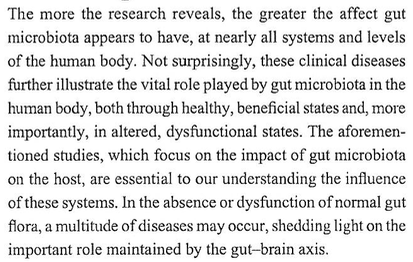 The more the research reveals, the greater the affect gut
microbiota appears to have, at nearly all systems and levels
of the human body. Not surprisingly, these clinical diseases
further illustrate the vital role played by gut microbiota in the
human body, both through healthy, beneficial states and, more
importantly, in altered, dysfunctional states. The aforemen-
tioned studies, which focus on the impact of gut microbiota
on the host, are essential to our understanding the influence
of these systems. In the absence or dysfunction of normal gut
flora, a multitude of diseases may occur, shedding light on the
important role maintained by the gut–brain axis.